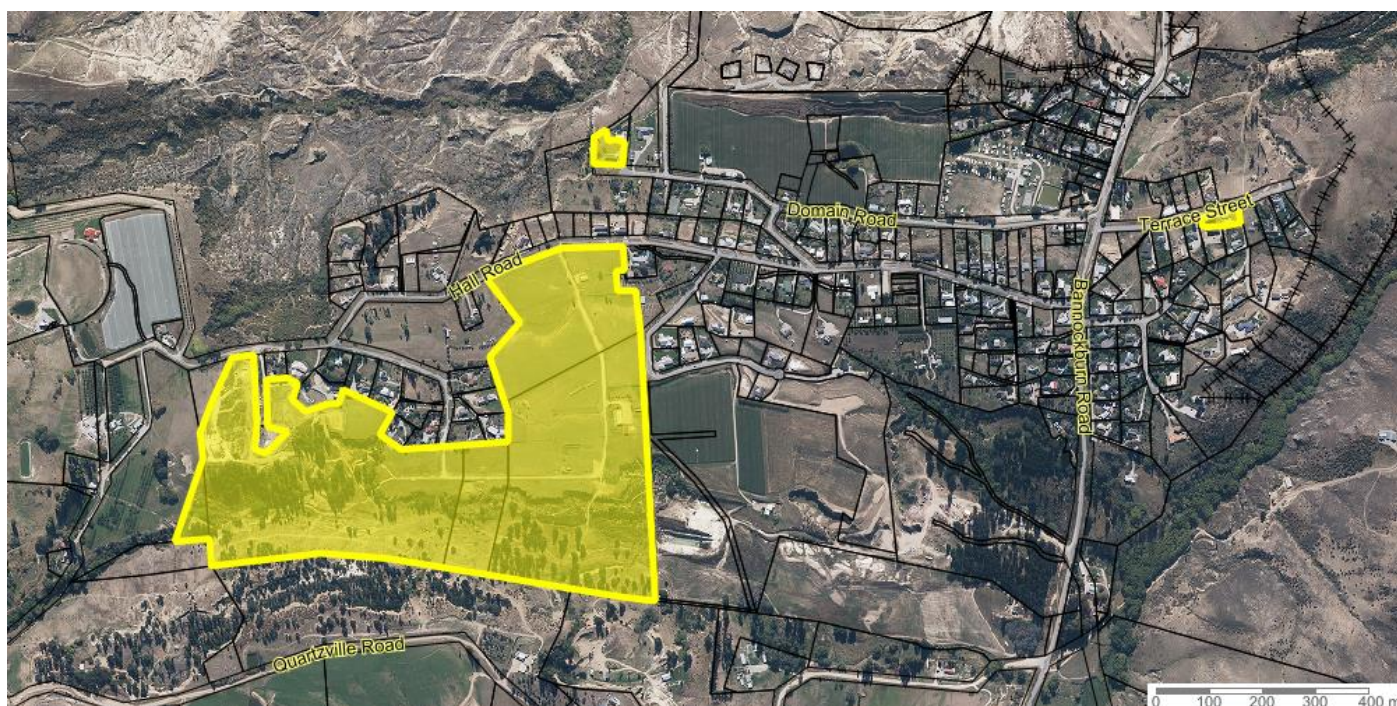 Domain Road
Terrace Street
Hall Road
Bannockburn Road
Quartzville Road
0 100 200 300 400 m